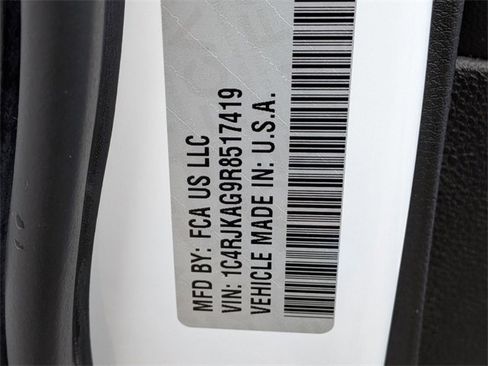 MFD BY: FCA US LLC
VIN: 1C4RJKAG9R8517419
VEHICLE MADE IN: U.S.A.